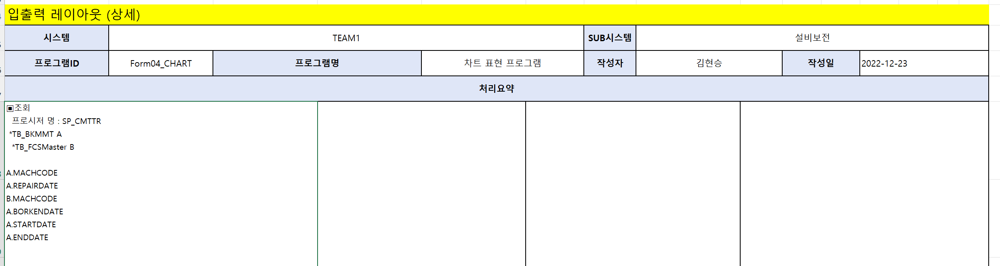 입출력 레이아웃 (상세)
시스템 TEAM1 SUB시스템 설비보전
프로그램ID Form04_CHART 프로그램명 차트 표현 프로그램 작성자 김현승 작성일 2022-12-23
처리요약
▣조회
프로시저 명 : SP_CMTTR
*TB_BKMMT A
*TB_FCSMaster B
A.MACHCODE
A.REPAIRDATE
B.MACHCODE
A.BORKENDATE
A.STARTDATE
A.ENDDATE